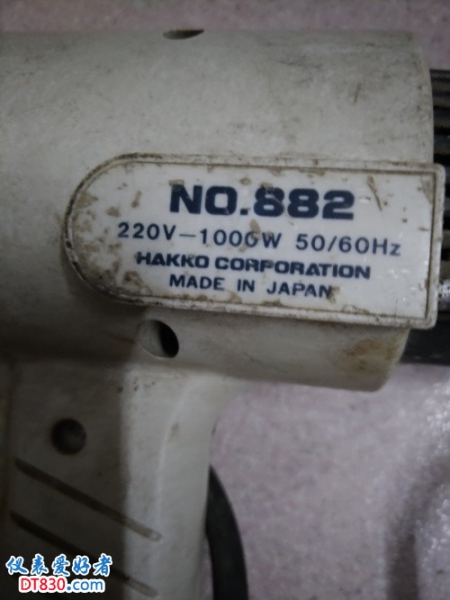 NO.882
220V-1000W 50/60Hz
HAKKO CORPORATION
MADE IN JAPAN
仪表爱好者
DT830.com